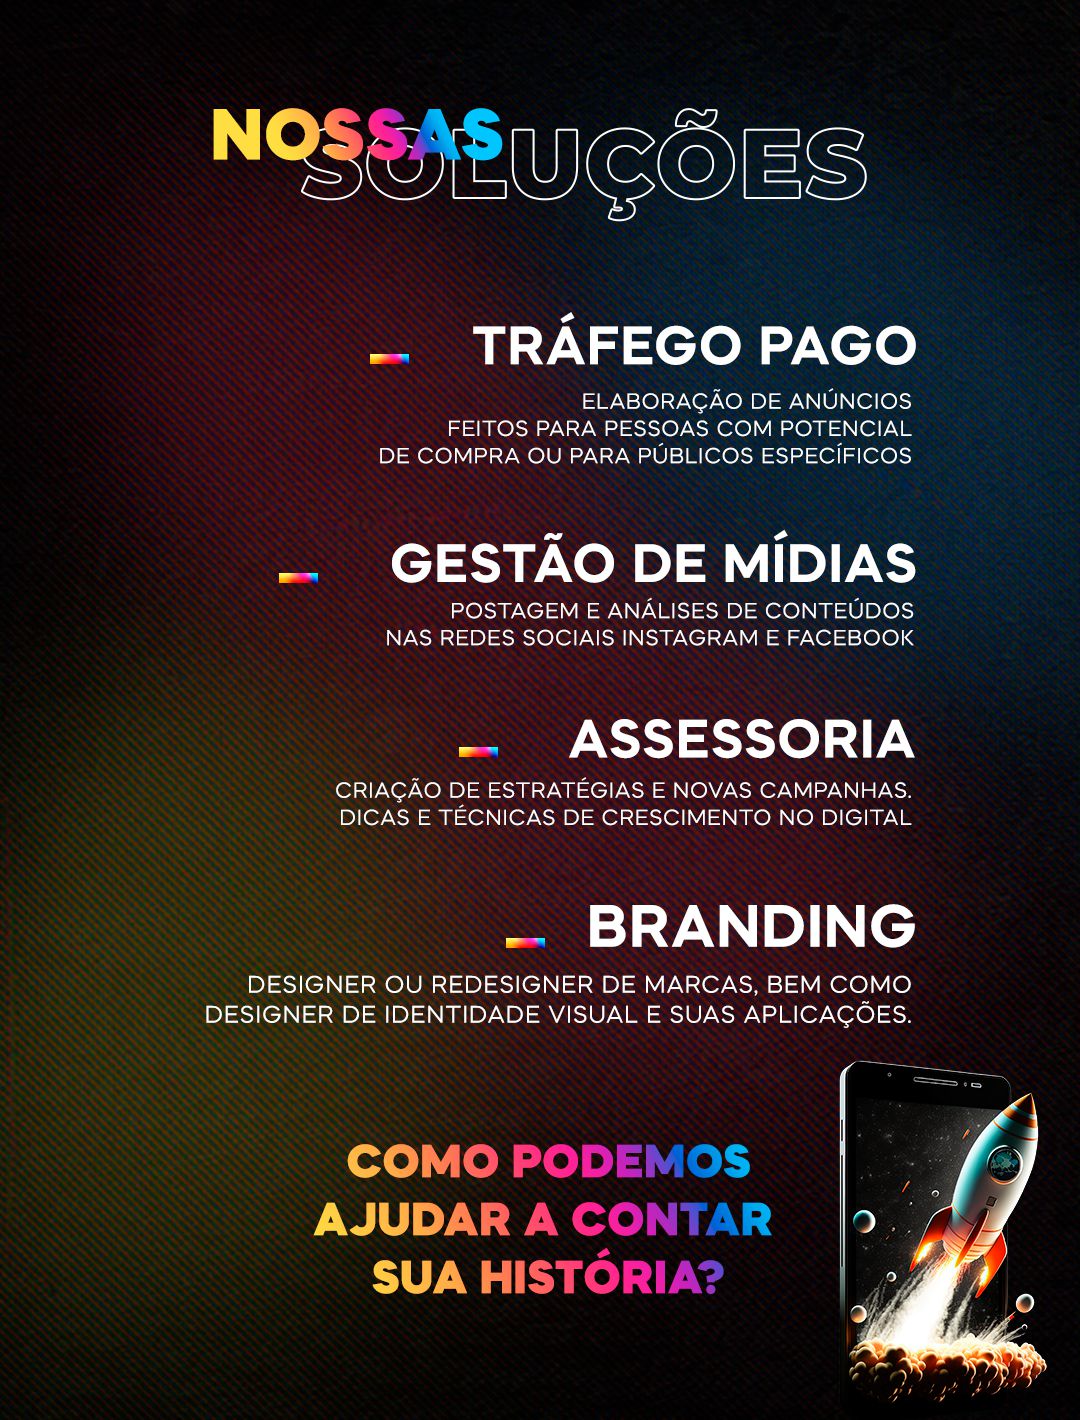 NOSSAS
SOLUÇÕES
TRÁFEGO PAGO
ELABORAÇÃO DE ANÚNCIOS
FEITOS PARA PESSOAS COM POTENCIAL
DE COMPRA OU PARA PÚBLICOS ESPECÍFICOS
GESTÃO DE MÍDIAS
POSTAGEM E ANÁLISES DE CONTEÚDOS
NAS REDES SOCIAIS INSTAGRAM E FACEBOOK
ASSESSORIA
CRIAÇÃO DE ESTRATÉGIAS E NOVAS CAMPANHAS.
DICAS E TÉCNICAS DE CRESCIMENTO NO DIGITAL
BRANDING
DESIGNER OU REDESIGNER DE MARCAS, BEM COMO
DESIGNER DE IDENTIDADE VISUAL E SUAS APLICAÇÕES.
COMO PODEMOS
AJUDAR A CONTAR
SUA HISTÓRIA?